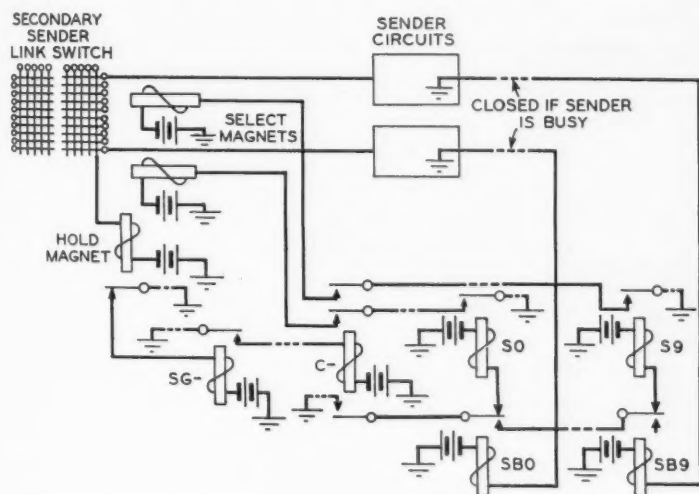 SECONDARY
SENDER
LINK SWITCH
SENDER
CIRCUITS
CLOSED IF SENDER
IS BUSY
SELECT
MAGNETS
HOLD
MAGNET
S0
S9
SG-
C-
SB0
SB9